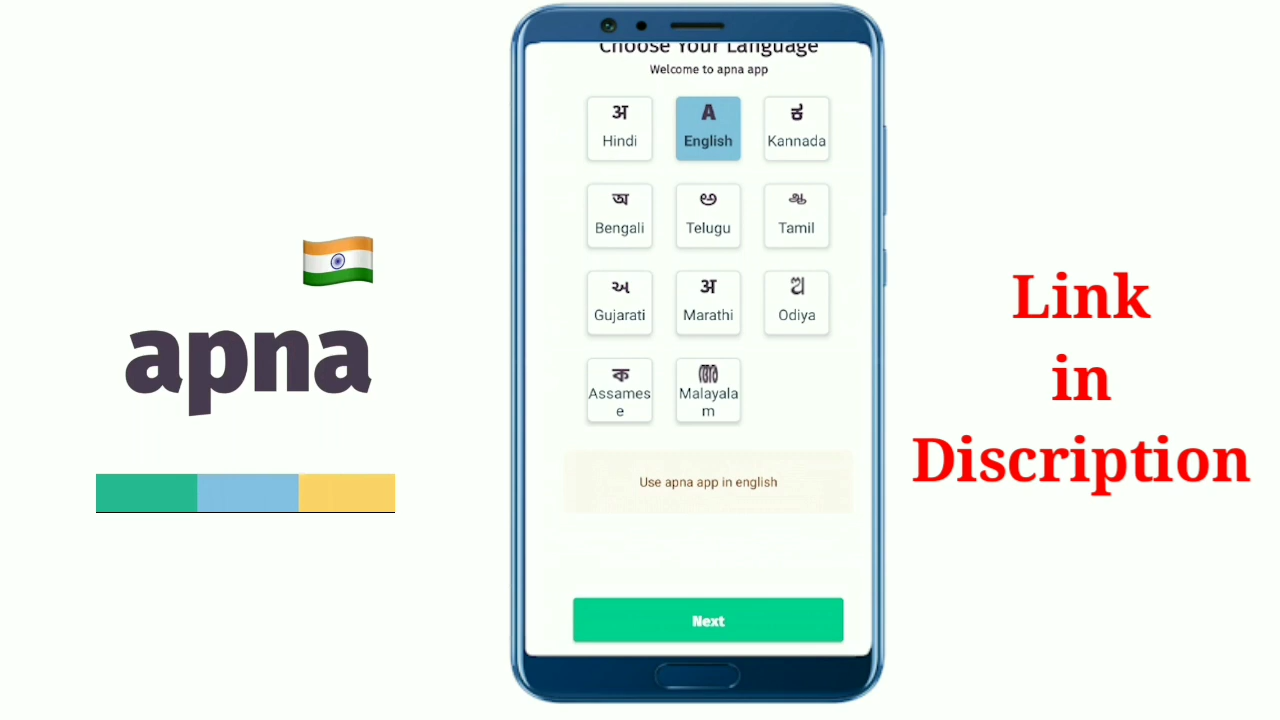 apna
Choose Your Language
Welcome to apna app
अ
Hindi
A
English
ಕ
Kannada
অ
Bengali
అ
Telugu
ஆ
Tamil
અ
Gujarati
अ
Marathi
ଅ
Odiya
ক
Assames
e
അ
Malayala
m
Use apna app in english
Next
Link
in
Discription